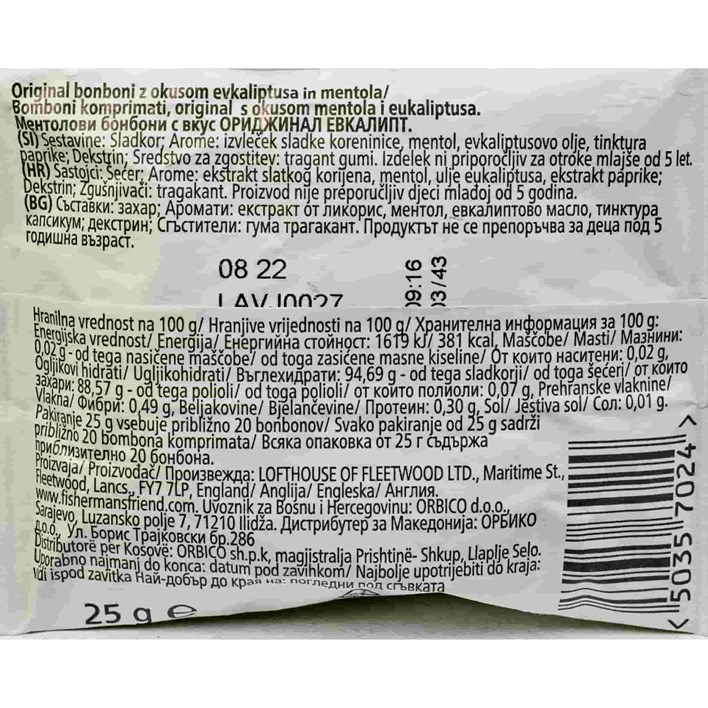 Original bonboni z okusom evkaliptusa in mentola/
Bomboni komprimati, original s okusom mentola i eukaliptusa.
Ментолови бонбони с вкус ОРИДЖИНАЛ ЕВКАЛИПТ.
(SI) Sestavine: Sladkor; Arome: izvleček sladke koreninice, mentol, evkaliptusovo olje, tinktura
paprike; Dekstrin; Sredstvo za zgostitev: tragant gumi. Izdelek ni priporočljiv za otroke mlajše od 5 let.
(HR) Sastojci: Šećer; Arome: ekstrakt slatkog korijena, mentol, ulje eukaliptusa, ekstrakt paprike;
Dekstrin; Zgušnjivači: tragakant. Proizvod nije preporučljiv djeci mlađoj od 5 godina.
(BG) Съставки: захар; Аромати: екстракт от ликорис, ментол, евкалиптово масло, тинктура
капсикум; декстрин; Сгъстители: гума трагакант. Продуктът не се препоръчва за деца под 5
годишна възраст.
08 22
LAVJ0027
09:16
03/43
Hranilna vrednost na 100 g/ Hranjive vrijednosti na 100 g/ Хранителна информация за 100 g:
Energijska vrednost/ Energija/ Енергийна стойност: 1619 kJ/ 381 kcal, Maščobe/ Masti/ Мазнини:
0,02 g - od tega nasičene maščobe/ od toga zasićene masne kiseline/ От които наситени: 0,02 g,
Ogljikovi hidrati/ Ugljikohidrati/ Въглехидрати: 94,69 g - od tega sladkorji/ od toga šećeri/ от които
захари: 88,57 g - od tega polioli/ od toga polioli/ от които полиоли: 0,07 g, Prehranske vlaknine/
Vlakna/ Фибри: 0,49 g, Beljakovine/ Bjelančevine/ Протеин: 0,30 g, Sol/ Jestiva sol/ Сол: 0,01 g.
Pakiranje 25 g vsebuje približno 20 bonbonov/ Svako pakiranje od 25 g sadrži
približno 20 bombona komprimata/ Всяка опаковка от 25 г съдържа
приблизително 20 бонбона.
Proizvaja/ Proizvođač/ Произвежда: LOFTHOUSE OF FLEETWOOD LTD., Maritime St.,
Fleetwood, Lancs., FY7 7LP, England/ Anglija/ Engleska/ Англия.
www.fishermansfriend.com. Uvoznik za Bosnu i Hercegovinu: ORBICO d.o.o.,
Sarajevo, Luzansko polje 7, 71210 Ilidža. Дистрибутер за Македонија: ОРБИКО
д.о.о, Ул. Борис Трајковски бр.286
Distributorë për Kosovë: ORBICO sh.p.k, magjistralja Prishtinë- Shkup, Llaplje Selo.
Uporabno najmanj do konca: datum pod zavihkom/ Najbolje upotrijebiti do kraja:
vidi ispod zavitka Най-добър до края на: погледни под сгъвката
25 g e
5035 7024 >